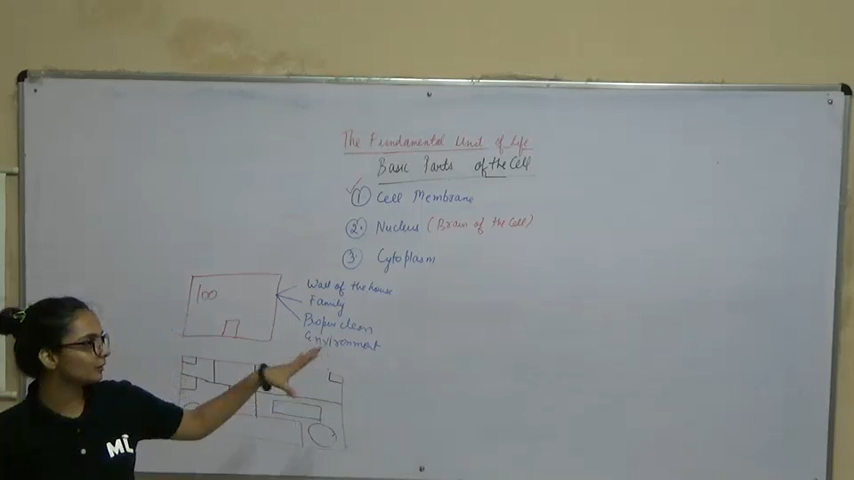 The Fundamental Unit of Life
Basic Parts of the Cell
1 Cell Membrane
2. Nucleus (Brain of the Cell)
3. Cytoplasm
100
Wall of the house
Family
Proper clean
Environment
ML